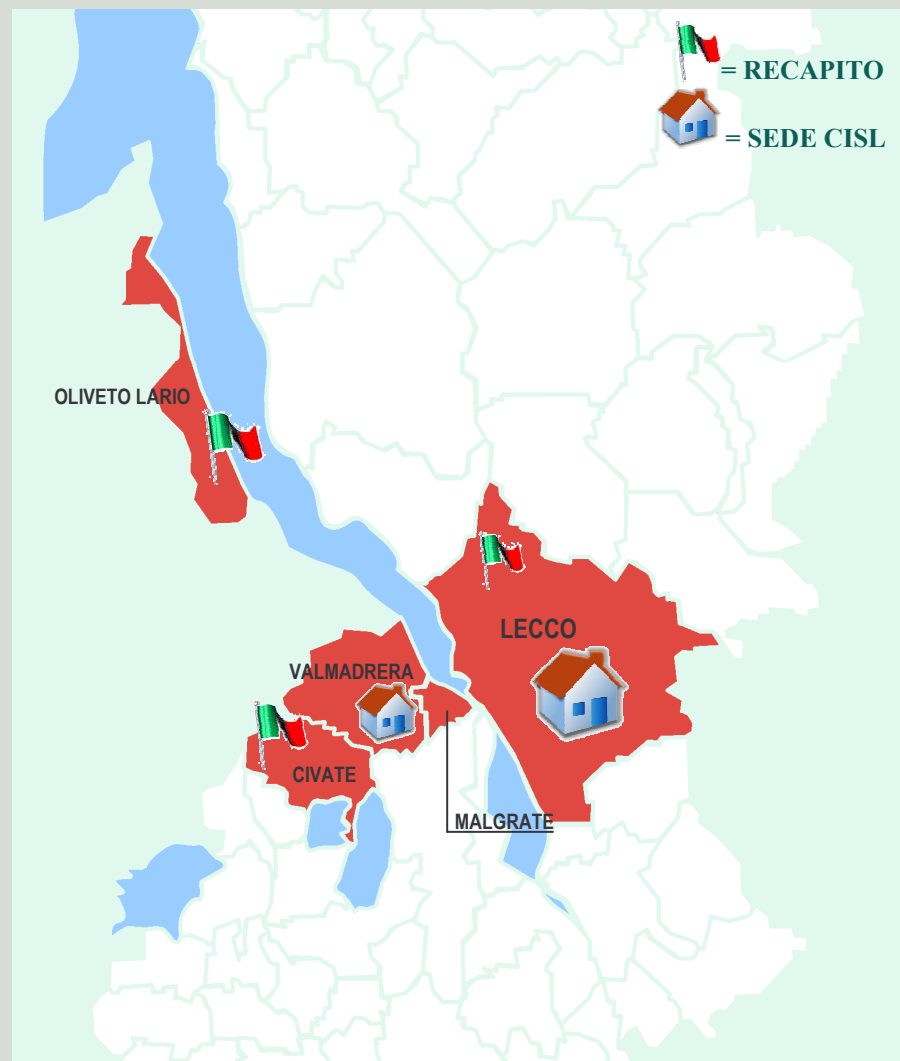 = RECAPITO
= SEDE CISL
OLIVETO LARIO
LECCO
VALMADRERA
CIVATE
MALGRATE